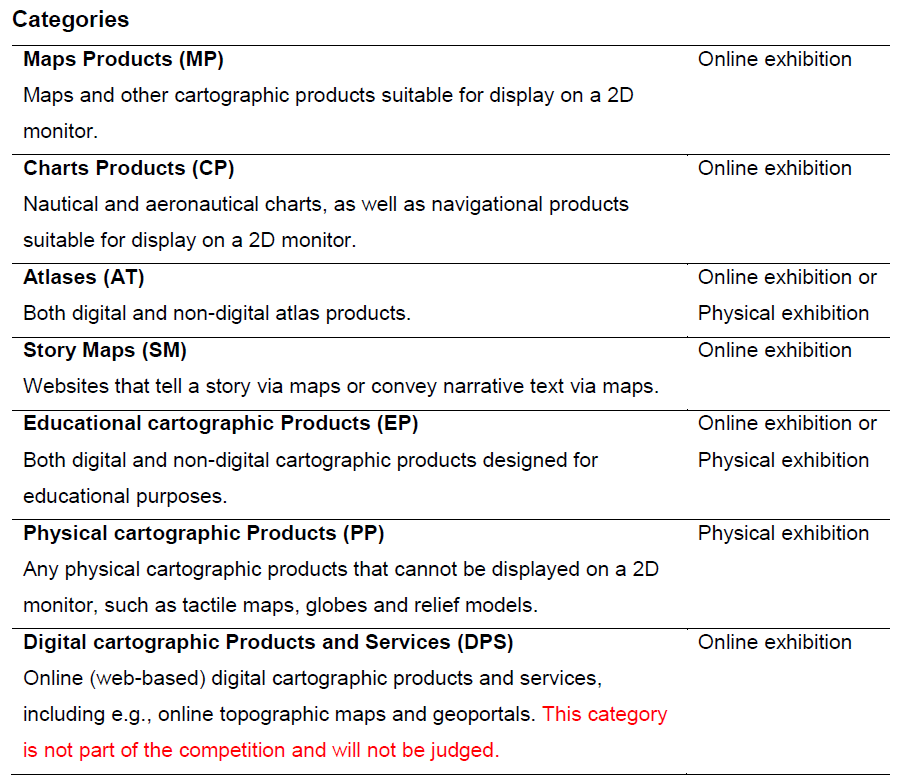 Categories
Maps Products (MP)
Online exhibition
Maps and other cartographic products suitable for display on a 2D
monitor.
Charts Products (CP)
Online exhibition
Nautical and aeronautical charts, as well as navigational products
suitable for display on a 2D monitor.
Atlases (AT)
Online exhibition or
Both digital and non-digital atlas products.
Physical exhibition
Story Maps (SM)
Online exhibition
Websites that tell a story via maps or convey narrative text via maps.
Educational cartographic Products (EP)
Online exhibition or
Both digital and non-digital cartographic products designed for
Physical exhibition
educational purposes.
Physical cartographic Products (PP)
Physical exhibition
Any physical cartographic products that cannot be displayed on a 2D
monitor, such as tactile maps, globes and relief models.
Digital cartographic Products and Services (DPS)
Online exhibition
Online (web-based) digital cartographic products and services,
including e.g., online topographic maps and geoportals. This category
is not part of the competition and will not be judged.